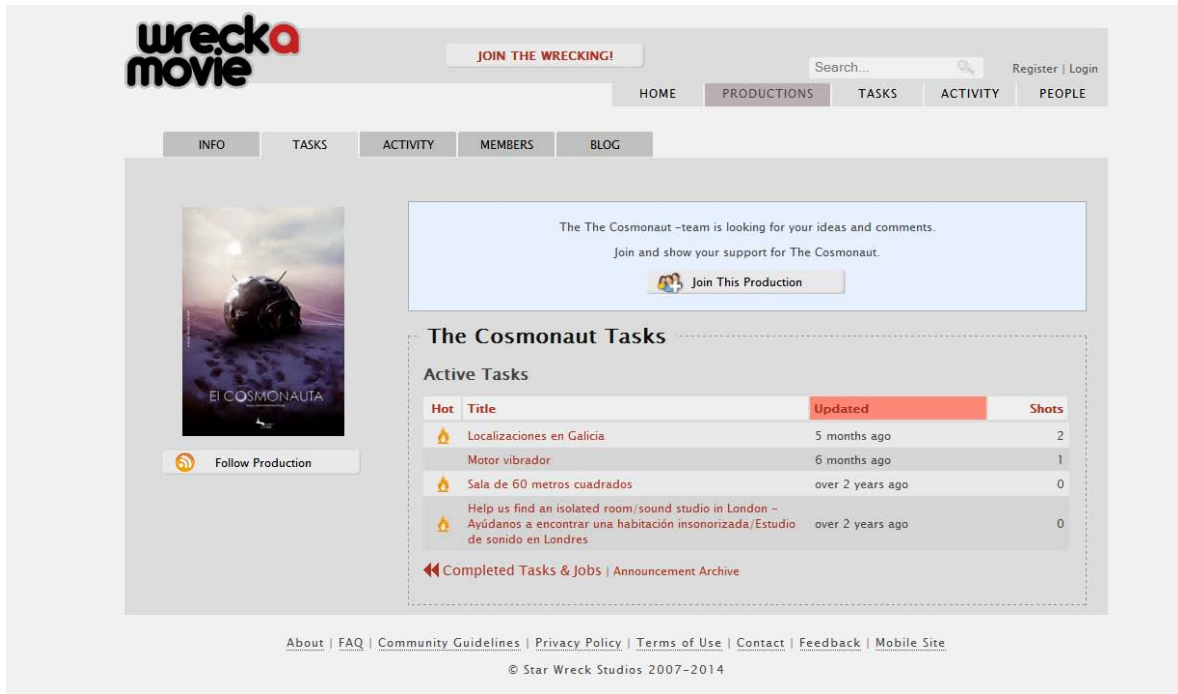 wrecka
movie
JOIN THE WRECKING!
Search...
Register | Login
HOME PRODUCTIONS TASKS ACTIVITY PEOPLE
INFO TASKS ACTIVITY MEMBERS BLOG
The The Cosmonaut -team is looking for your ideas and comments.
Join and show your support for The Cosmonaut.
Join This Production
El COSMONAUTA
Follow Production
The Cosmonaut Tasks
Active Tasks
Hot Title Updated Shots
Localizaciones en Galicia 5 months ago 2
Motor vibrador 6 months ago 1
Sala de 60 metros cuadrados over 2 years ago 0
Help us find an isolated room/sound studio in London -
Ayúdanos a encontrar una habitación insonorizada/Estudio over 2 years ago 0
de sonido en Londres
Completed Tasks & Jobs | Announcement Archive
About | FAQ | Community Guidelines | Privacy Policy | Terms of Use | Contact | Feedback | Mobile Site
© Star Wreck Studios 2007-2014